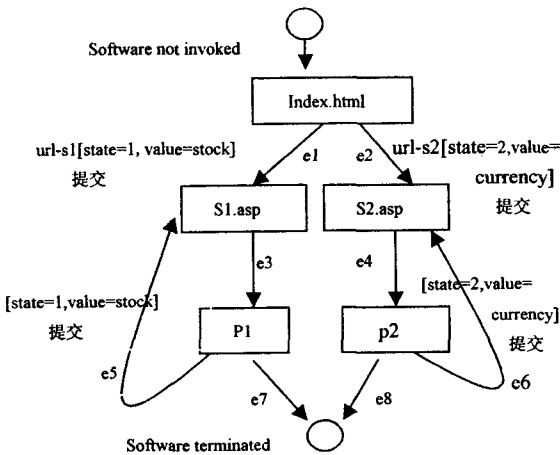 Software not invoked
Index.html
url-s1[state=1, value=stock]
提交
e1
e2
url-s2[state=2,value=
currency]
提交
S1.asp
S2.asp
e3
e4
[state=1,value=stock]
提交
[state=2,value=
currency]
提交
P1
p2
e5
e6
e7
e8
Software terminated